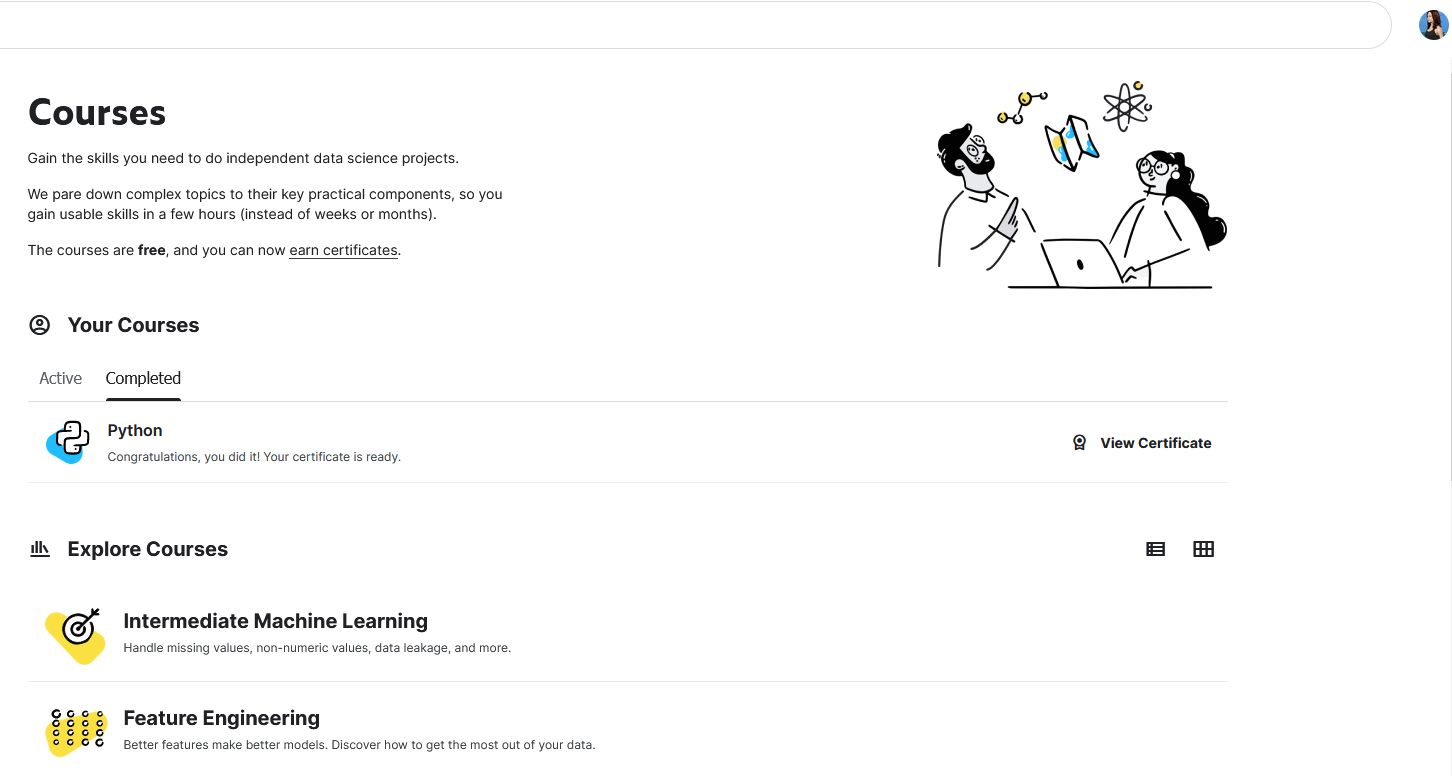 Courses
Gain the skills you need to do independent data science projects.
We pare down complex topics to their key practical components, so you
gain usable skills in a few hours (instead of weeks or months).
The courses are free, and you can now earn certificates.
Your Courses
Active Completed
Python
Congratulations, you did it! Your certificate is ready.
View Certificate
Explore Courses
Intermediate Machine Learning
Handle missing values, non-numeric values, data leakage, and more.
Feature Engineering
Better features make better models. Discover how to get the most out of your data.